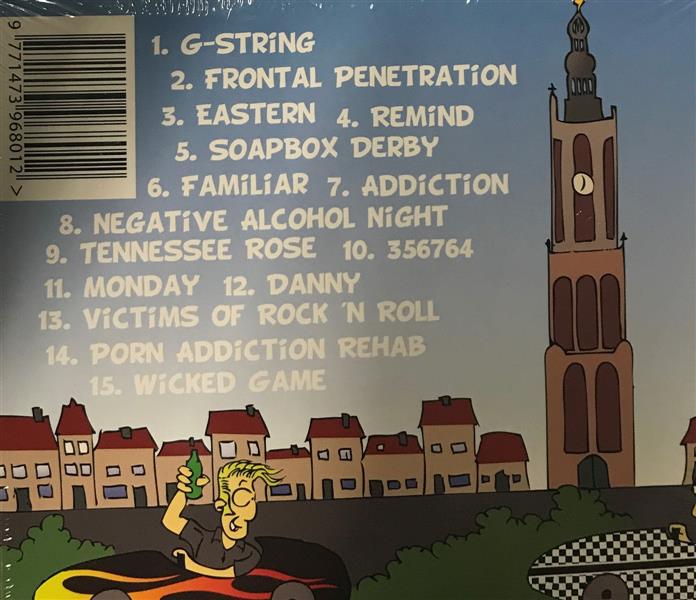 1. G-STRING
2. FRONTAL PENETRATION
3. EASTERN 4. REMIND
5. SOAPBOX DERBY
6. FAMILIAR 7. ADDICTION
8. NEGATIVE ALCOHOL NIGHT
9. TENNESSEE ROSE 10. 356764
11. MONDAY 12. DANNY
13. VICTIMS OF ROCK 'N ROLL
14. PORN ADDICTION REHAB
15. WICKED GAME
9 771473 968012 >